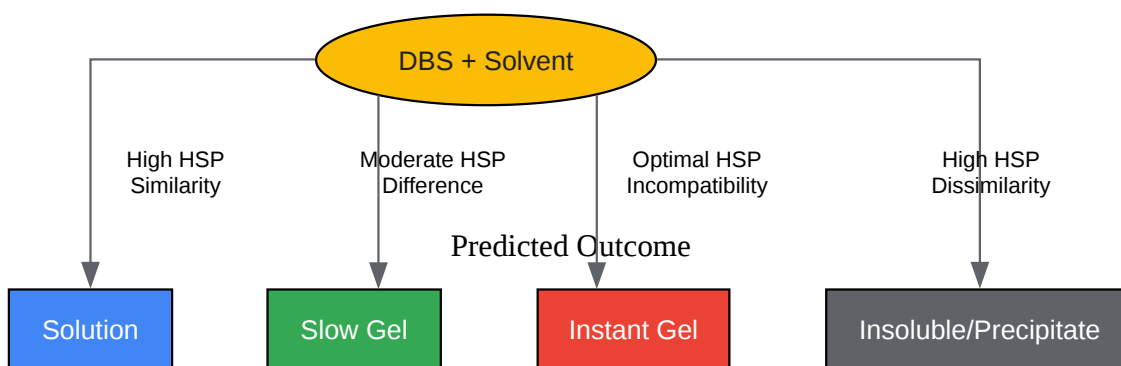 DBS + Solvent
High HSP
Similarity
Moderate HSP
Difference
Optimal HSP
Incompatibility
High HSP
Dissimilarity
Predicted Outcome
Solution
Slow Gel
Instant Gel
Insoluble/Precipitate